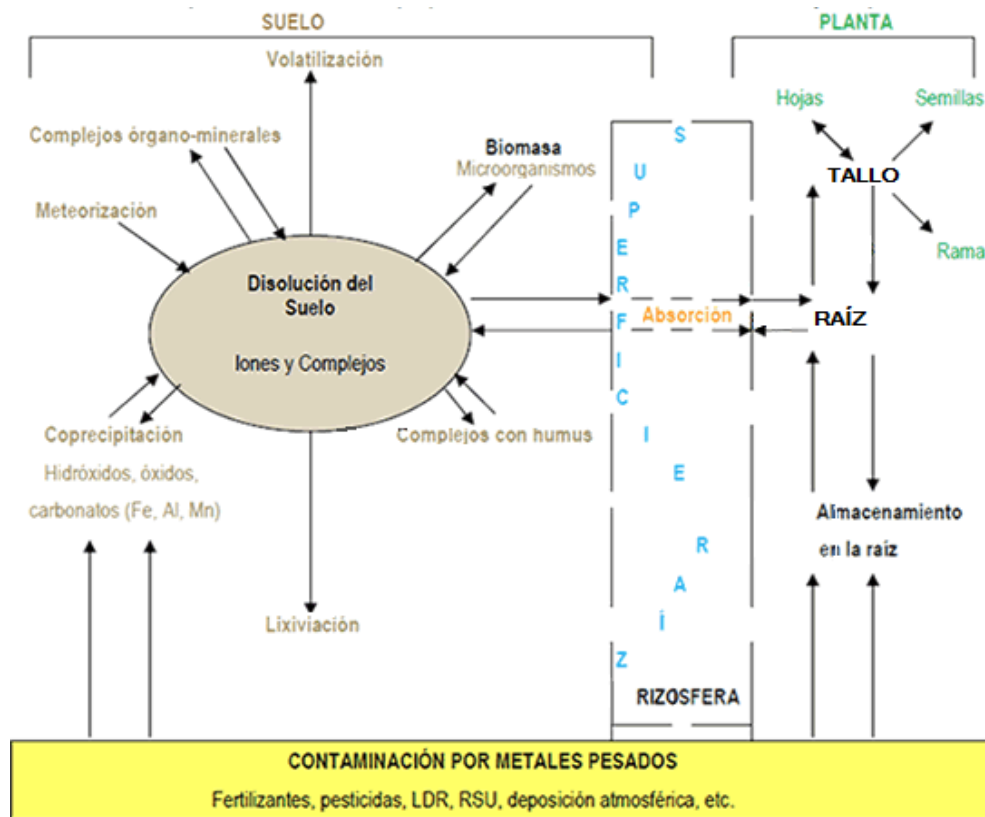 SUELO
PLANTA
Volatilización
Hojas
Semillas
Complejos órgano-minerales
Biomasa
Microorganismos
TALLO
Meteorización
Rama
Disolución del
Suelo
Iones y Complejos
Absorción
RAÍZ
SUPERFICIE RAÍZ
Coprecipitación
Complejos con humus
Hidróxidos, óxidos,
carbonatos (Fe, Al, Mn)
Almacenamiento
en la raíz
Lixiviación
RIZOSFERA
CONTAMINACIÓN POR METALES PESADOS
Fertilizantes, pesticidas, LDR, RSU, deposición atmosférica, etc.